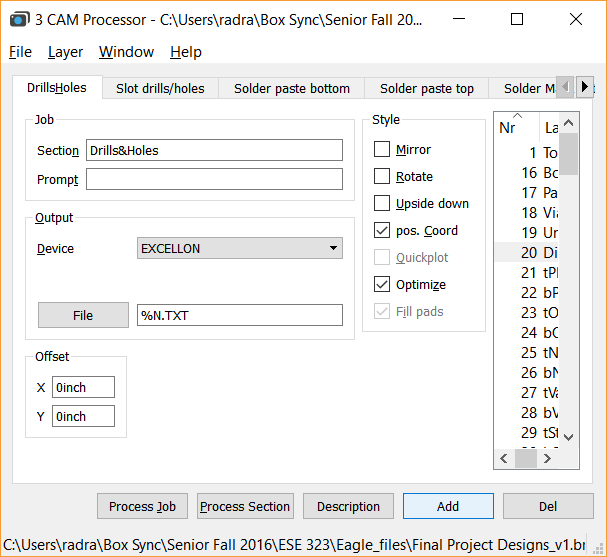 3 CAM Processor - C:\Users\radra\Box Sync\Senior Fall 20...
File Layer Window Help
DrillsHoles Slot drills/holes Solder paste bottom Solder paste top Solder M
Job
Section Drills&Holes
Prompt
Output
Device EXCELLON
File %N.TXT
Offset
X 0inch
Y 0inch
Style
Mirror
Rotate
Upside down
pos. Coord
Quickplot
Optimize
Fill pads
Nr La
1 To
16 Bo
17 Pa
18 Via
19 Un
20 Di
21 tPl
22 bP
23 tO
24 bO
25 tN
26 bN
27 tVa
28 bV
29 tSt
Process Job Process Section Description Add Del
C:\Users\radra\Box Sync\Senior Fall 2016\ESE 323\Eagle_files\Final Project Designs_v1.br